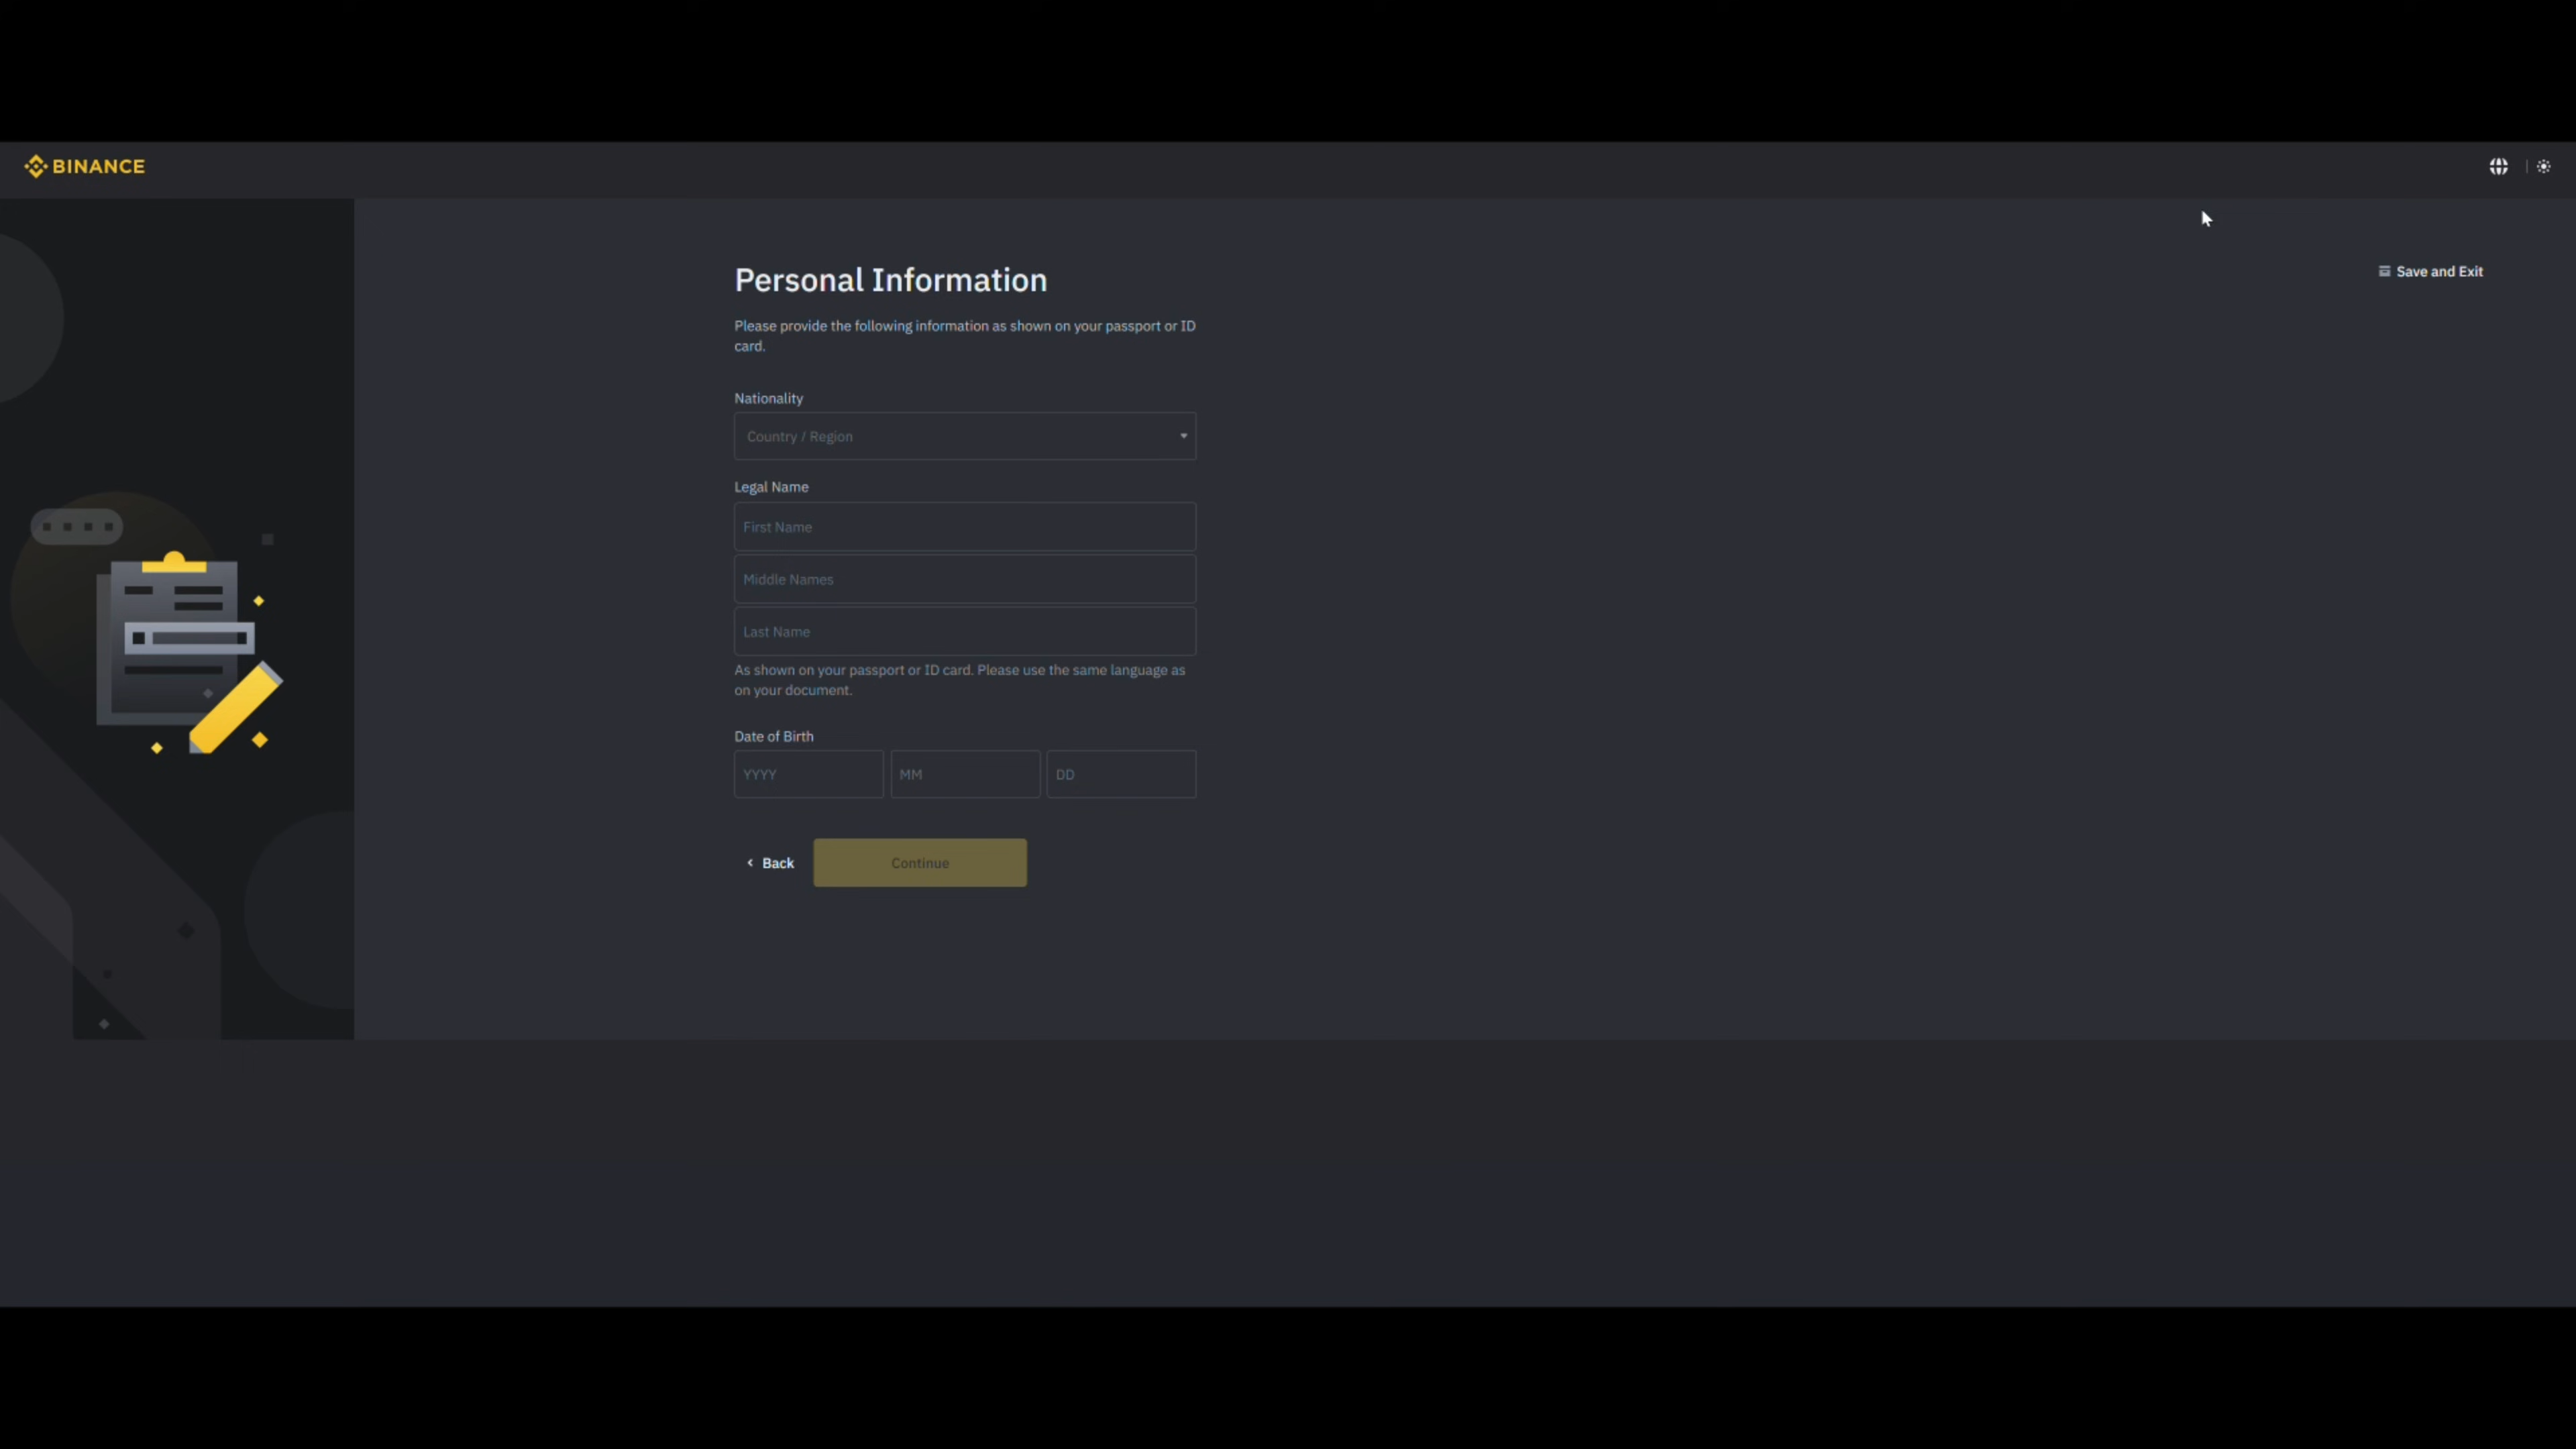 BINANCE
Save and Exit
Personal Information
Please provide the following information as shown on your passport or ID
card.
Nationality
Country / Region
Legal Name
First Name
Middle Names
Last Name
As shown on your passport or ID card. Please use the same language as
on your document.
Date of Birth
YYYY MM DD
Back Continue